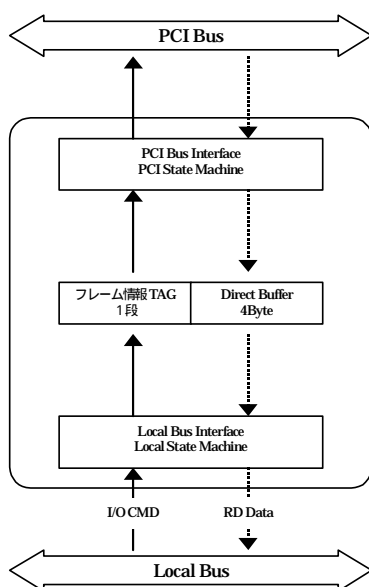 PCI Bus
PCI Bus Interface
PCI State Machine
フレーム情報TAG
1段
Direct Buffer
4Byte
Local Bus Interface
Local State Machine
I/O CMD
RD Data
Local Bus